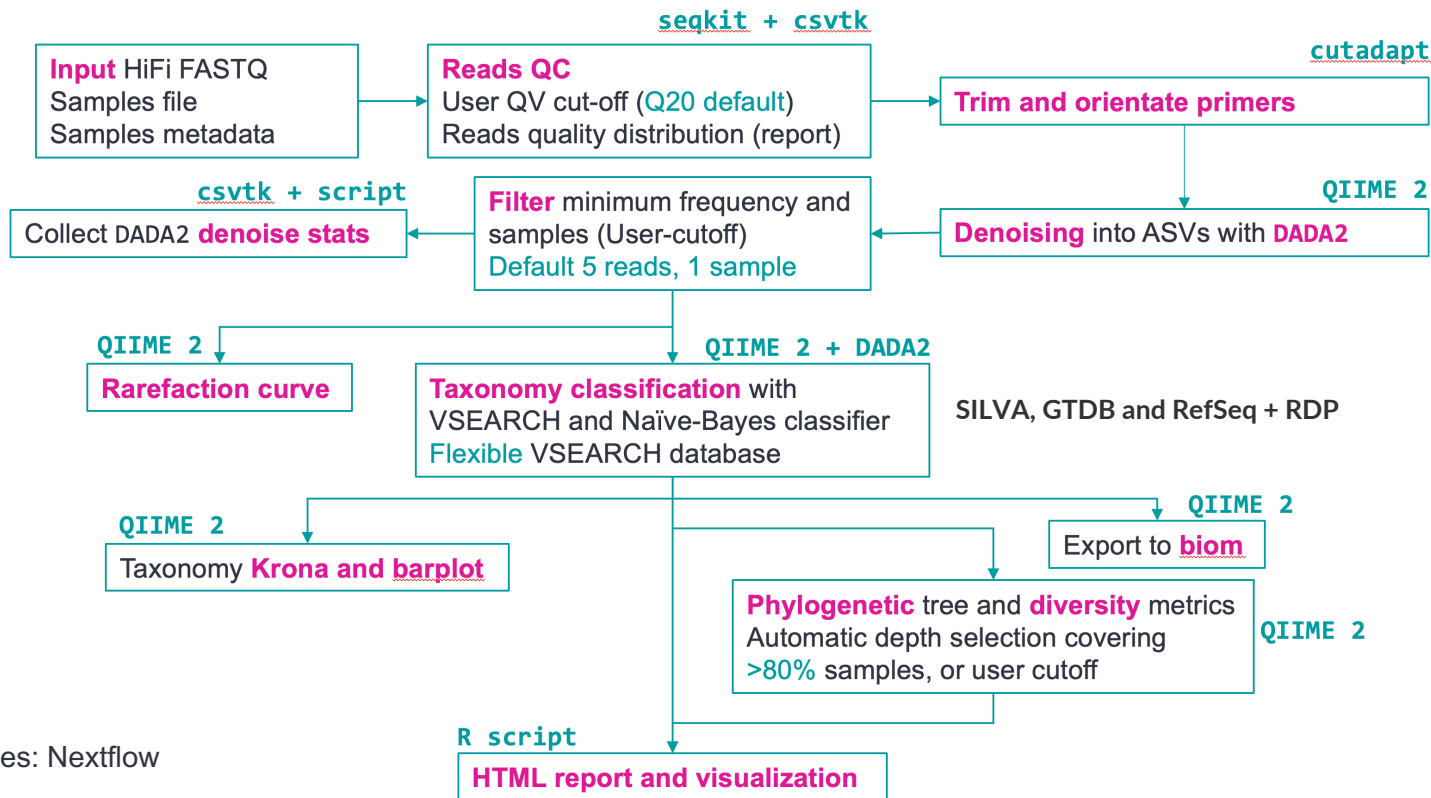 seqkit + csvtk
cutadapt
Input HiFi FASTQ
Samples file
Samples metadata
Reads QC
User QV cut-off (Q20 default)
Reads quality distribution (report)
Trim and orientate primers
csvtk + script
QIIME 2
Collect DADA2 denoise stats
Filter minimum frequency and
samples (User-cutoff)
Default 5 reads, 1 sample
Denoising into ASVs with DADA2
QIIME 2
QIIME 2 + DADA2
Rarefaction curve
Taxonomy classification with
VSEARCH and Naïve-Bayes classifier
Flexible VSEARCH database
SILVA, GTDB and RefSeq + RDP
QIIME 2
QIIME 2
Taxonomy Krona and barplot
Export to biom
Phylogenetic tree and diversity metrics
Automatic depth selection covering
>80% samples, or user cutoff
QIIME 2
R script
es: Nextflow
HTML report and visualization